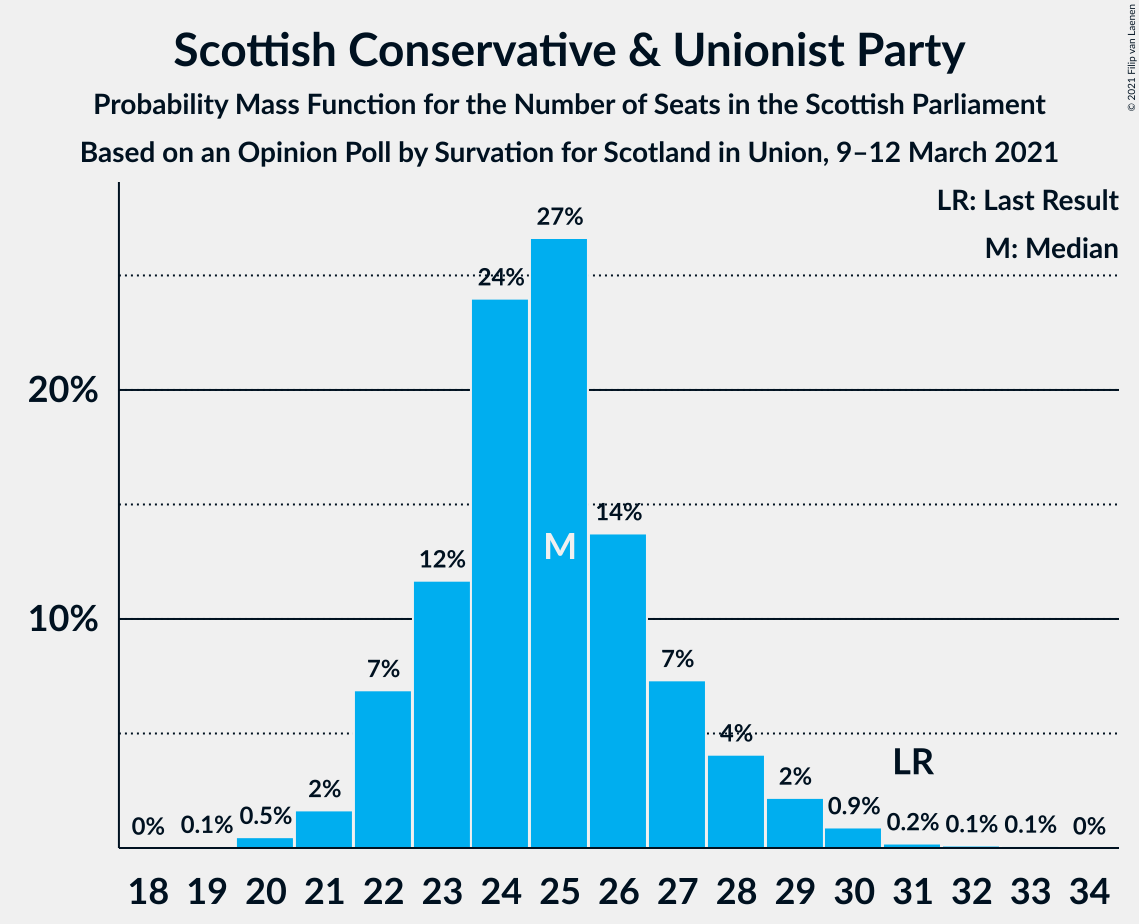 Scottish Conservative & Unionist Party
Probability Mass Function for the Number of Seats in the Scottish Parliament
Based on an Opinion Poll by Survation for Scotland in Union, 9–12 March 2021
© 2021 Filip van Laenen
LR: Last Result
M: Median
27%
24%
20%
14%
M
12%
10%
7%
7%
4%
LR
2%
2%
0.9%
0.5%
0.2%
0%
0.1%
0.1%
0.1%
0%
18 19 20 21 22 23 24 25 26 27 28 29 30 31 32 33 34